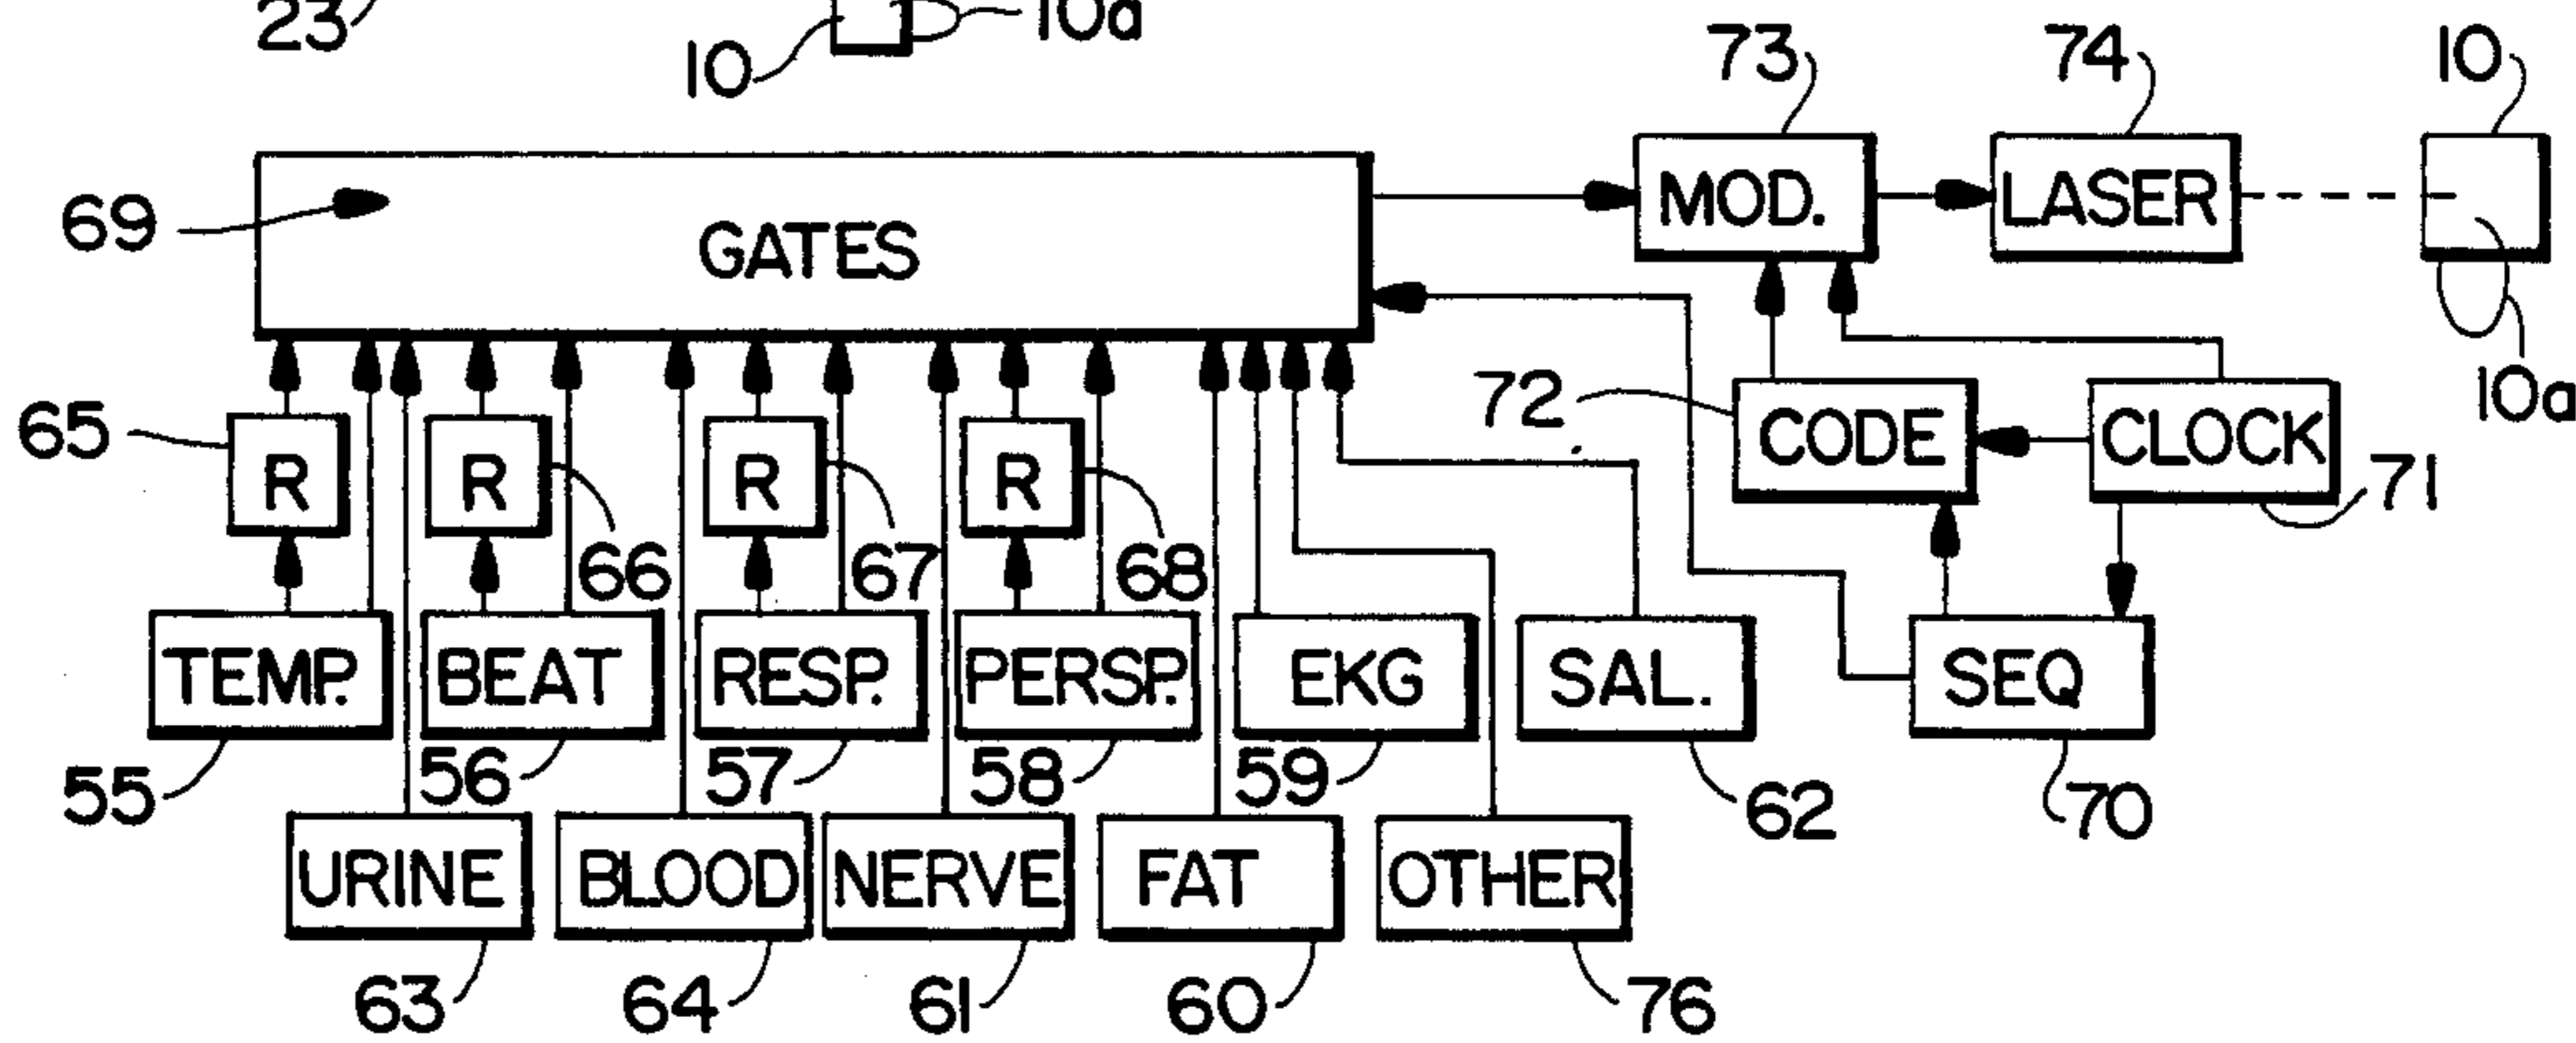 23
10
10a
73
74
10
69
GATES
MOD.
LASER
10a
65
R
R
R
R
72
CODE
CLOCK
66
67
68
71
TEMP.
BEAT
RESP.
PERSP.
EKG
SAL.
SEQ
55
56
57
58
59
62
70
URINE
BLOOD
NERVE
FAT
OTHER
63
64
61
60
76